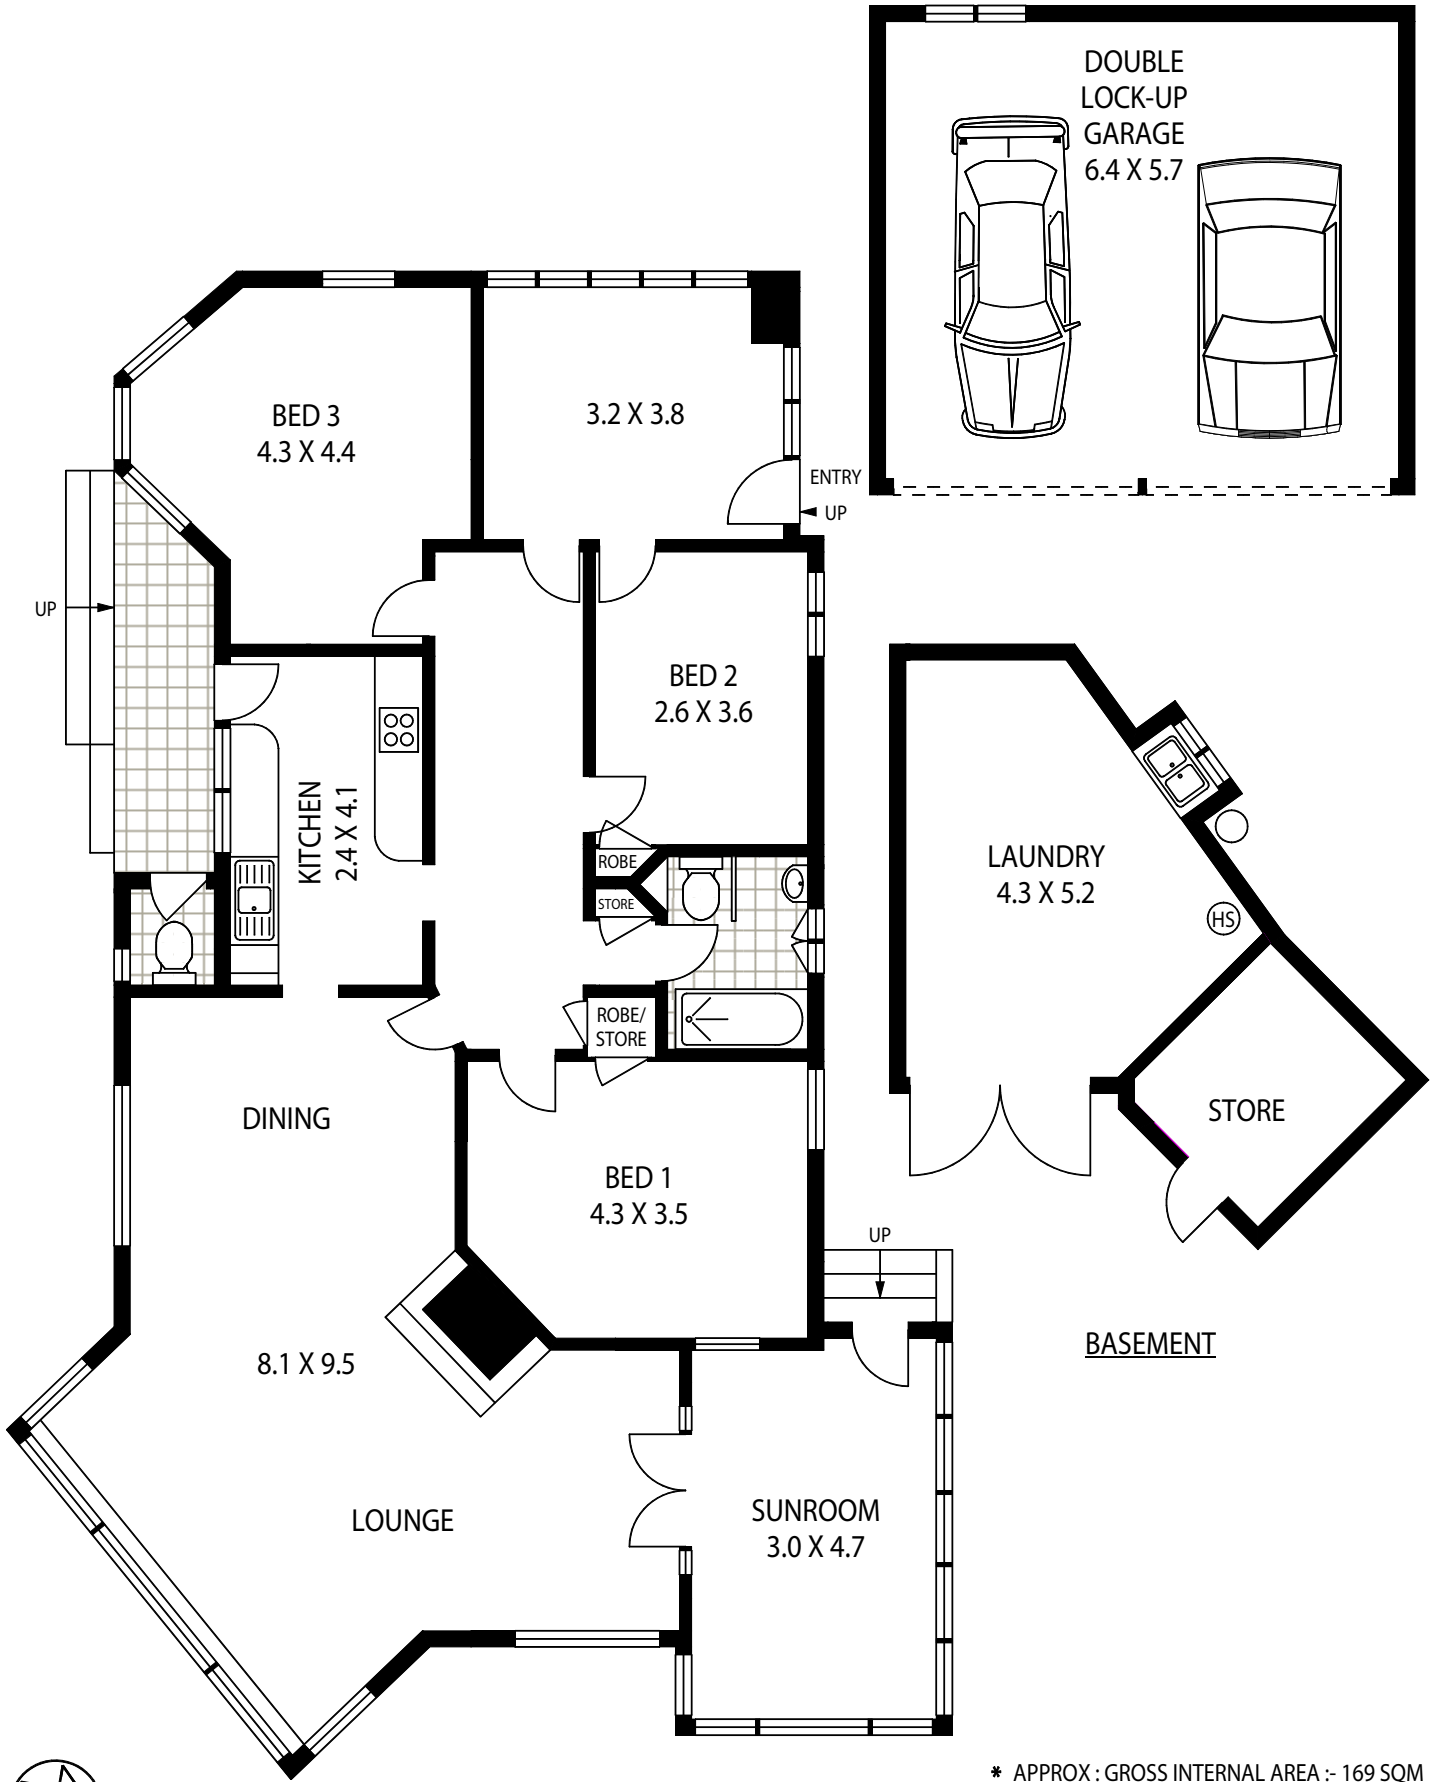 DOUBLE
LOCK-UP
GARAGE
6.4 X 5.7
BED 3
4.3 X 4.4
3.2 X 3.8
ENTRY
UP
UP
BED 2
2.6 X 3.6
KITCHEN
2.4 X 4.1
ROBE
STORE
LAUNDRY
4.3 X 5.2
HS
ROBE/
STORE
DINING
STORE
BED 1
4.3 X 3.5
UP
BASEMENT
8.1 X 9.5
LOUNGE
SUNROOM
3.0 X 4.7
* APPROX : GROSS INTERNAL AREA :- 169 SQM